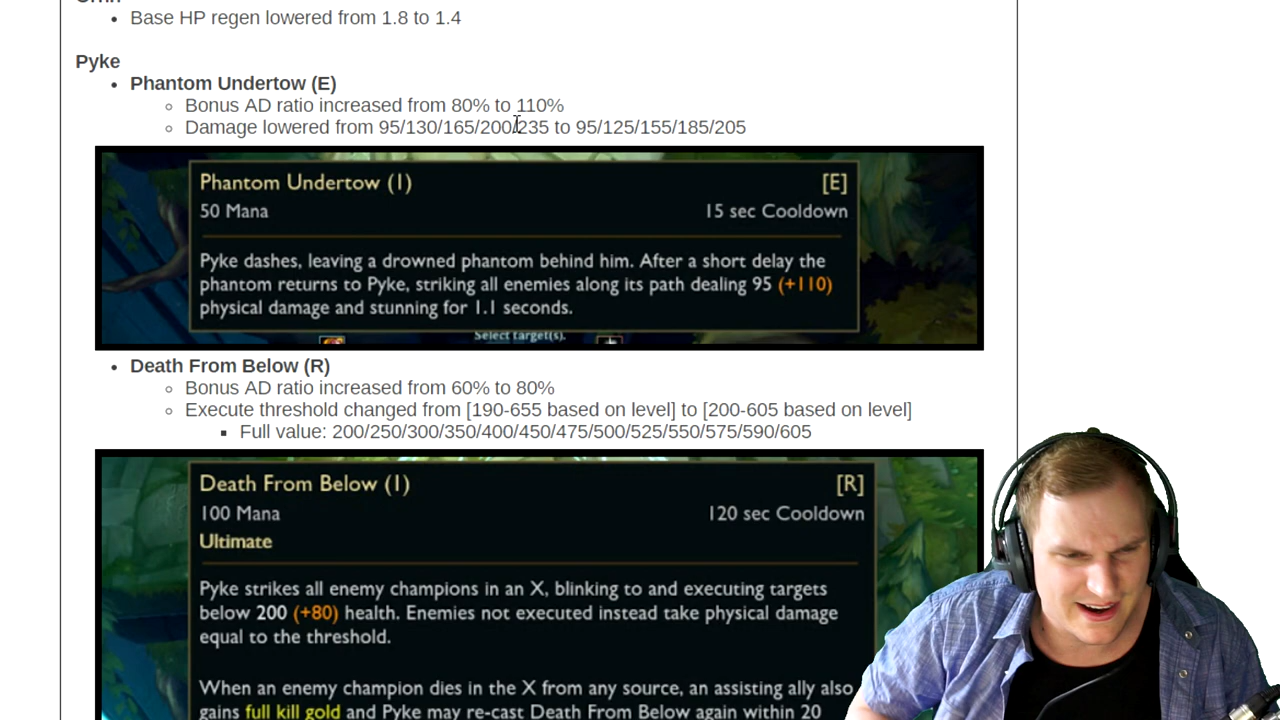 Base HP regen lowered from 1.8 to 1.4
Pyke
Phantom Undertow (E)
Bonus AD ratio increased from 80% to 110%
Damage lowered from 95/130/165/200/235 to 95/125/155/185/205
Phantom Undertow (1) [E]
50 Mana 15 sec Cooldown
Pyke dashes, leaving a drowned phantom behind him. After a short delay the
phantom returns to Pyke, striking all enemies along its path dealing 95 (+110)
physical damage and stunning for 1.1 seconds.
Select target(s).
Death From Below (R)
Bonus AD ratio increased from 60% to 80%
Execute threshold changed from [190-655 based on level] to [200-605 based on level]
Full value: 200/250/300/350/400/450/475/500/525/550/575/590/605
Death From Below (1) [R]
100 Mana 120 sec Cooldown
Ultimate
Pyke strikes all enemy champions in an X, blinking to and executing targets
below 200 (+80) health. Enemies not executed instead take physical damage
equal to the threshold.
When an enemy champion dies in the X from any source, an assisting ally also
gains full kill gold and Pyke may re-cast Death From Below again within 20